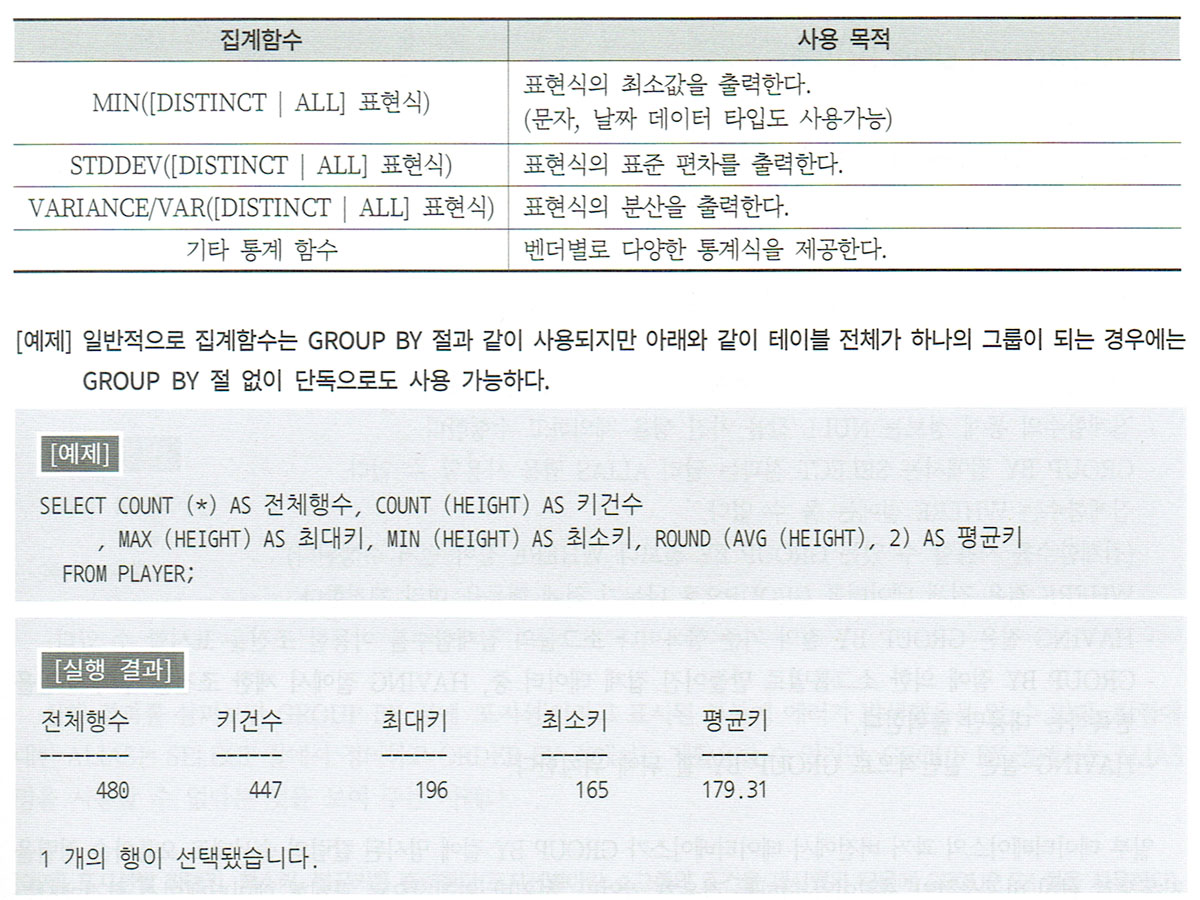 집계함수 사용 목적
MIN([DISTINCT | ALL] 표현식) 표현식의 최소값을 출력한다.
(문자, 날짜 데이터 타입도 사용가능)
STDDEV([DISTINCT | ALL] 표현식) 표현식의 표준 편차를 출력한다.
VARIANCE/VAR([DISTINCT | ALL] 표현식) 표현식의 분산을 출력한다.
기타 통계 함수 벤더별로 다양한 통계식을 제공한다.
[예제] 일반적으로 집계함수는 GROUP BY 절과 같이 사용되지만 아래와 같이 테이블 전체가 하나의 그룹이 되는 경우에는
GROUP BY 절 없이 단독으로도 사용 가능하다.
[예제]
SELECT COUNT (*) AS 전체행수, COUNT (HEIGHT) AS 키건수
, MAX (HEIGHT) AS 최대키, MIN (HEIGHT) AS 최소키, ROUND (AVG (HEIGHT), 2) AS 평균키
FROM PLAYER;
[실행 결과]
전체행수 키건수 최대키 최소키 평균키
480 447 196 165 179.31
1 개의 행이 선택됐습니다.